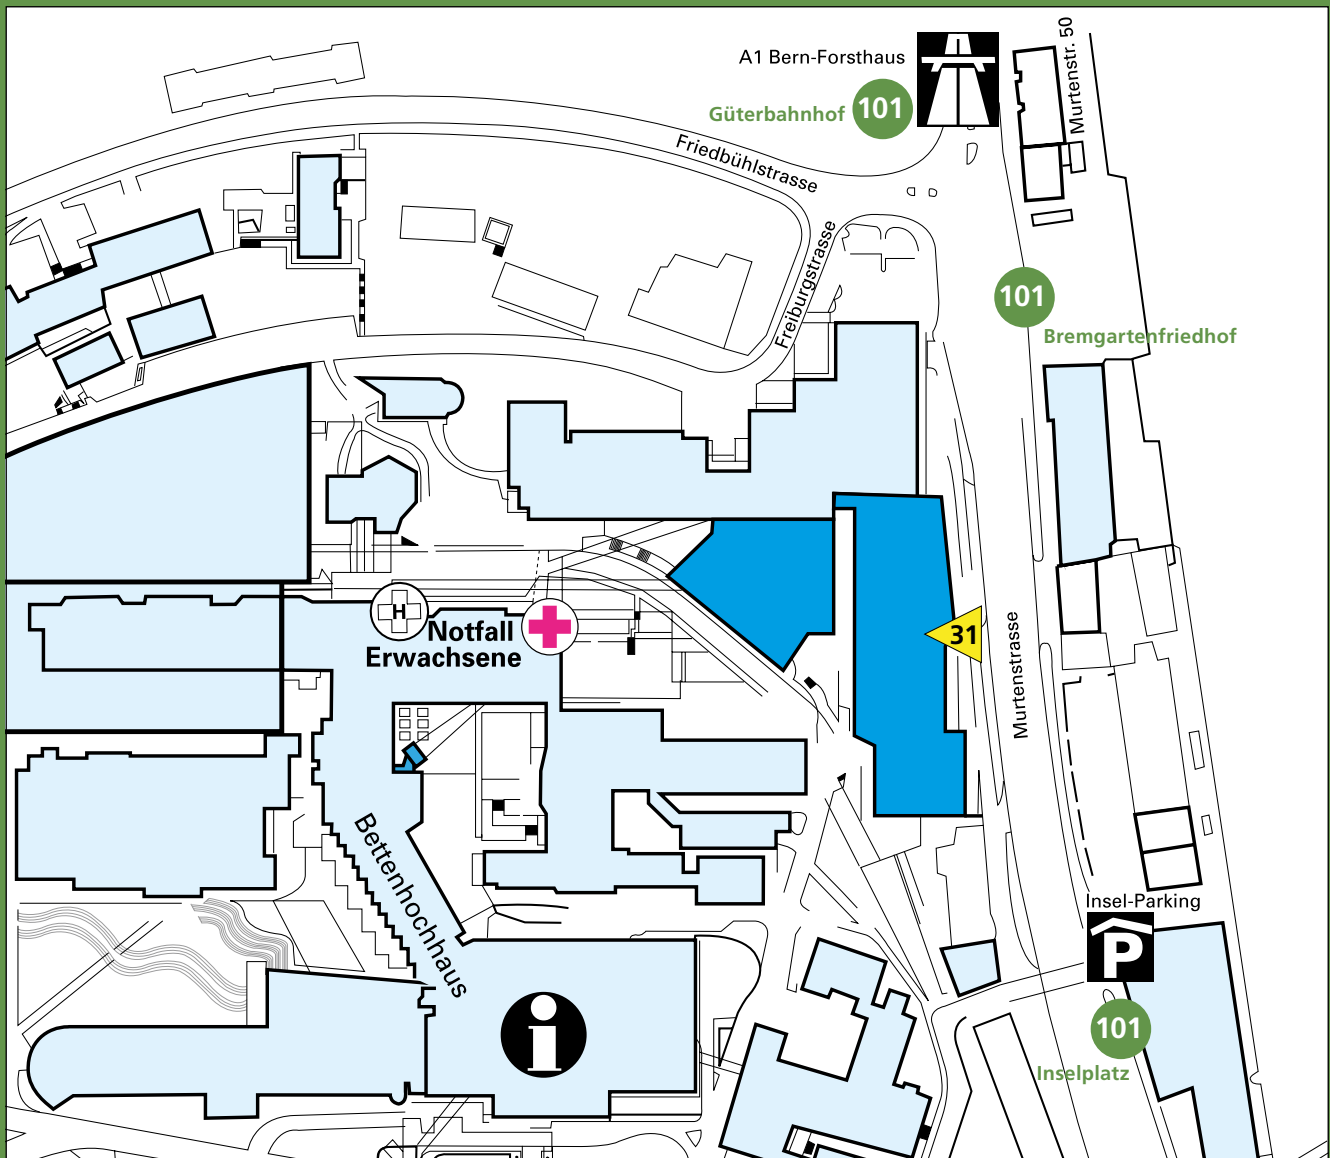 Murtenstr. 50
A1 Bern-Forsthaus
Güterbahnhof
101
Friedbühlstrasse
Freiburgstrasse
101
Bremgartenfriedhof
H
Notfall
Erwachsene
31
Murtenstrasse
Bettenhochhaus
Insel-Parking
P
i
101
Inselplatz